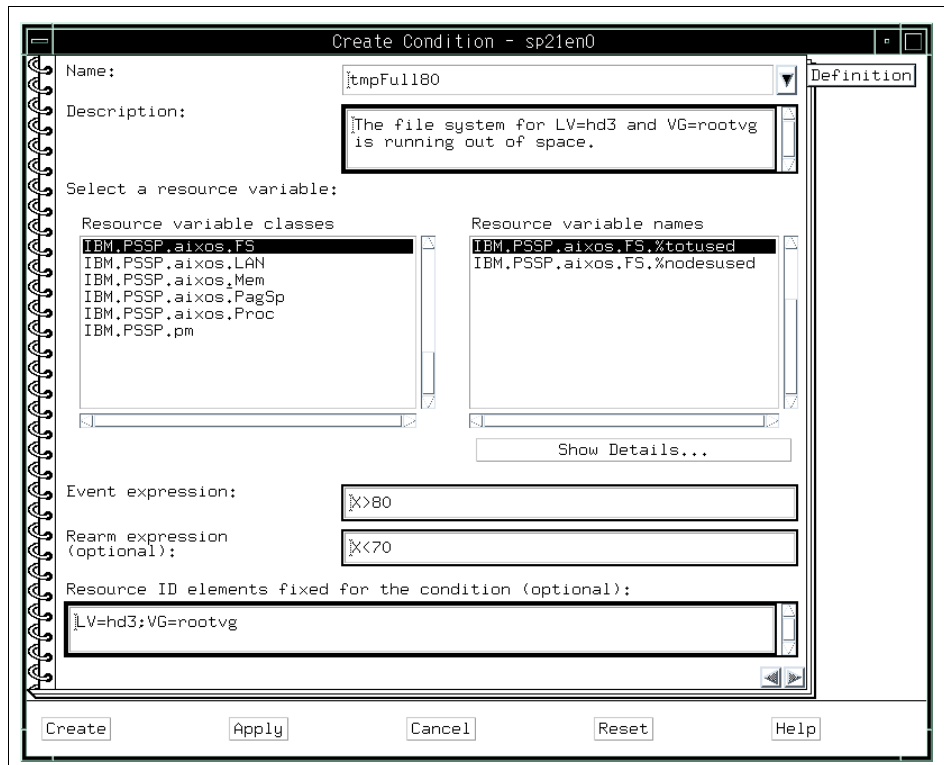 Create Condition - sp21en0
Definition
Name:
tmpFull80
Description:
The file system for LV=hd3 and VG=rootvg
is running out of space.
Select a resource variable:
Resource variable classes
IBM.PSSP.aixos.FS
IBM.PSSP.aixos.LAN
IBM.PSSP.aixos.Mem
IBM.PSSP.aixos.PagSp
IBM.PSSP.aixos.Proc
IBM.PSSP.pm
Resource variable names
IBM.PSSP.aixos.FS.%totused
IBM.PSSP.aixos.FS.%nodesused
Show Details...
Event expression:
X>80
Rearm expression
(optional):
X<70
Resource ID elements fixed for the condition (optional):
LV=hd3;VG=rootvg
Create
Apply
Cancel
Reset
Help